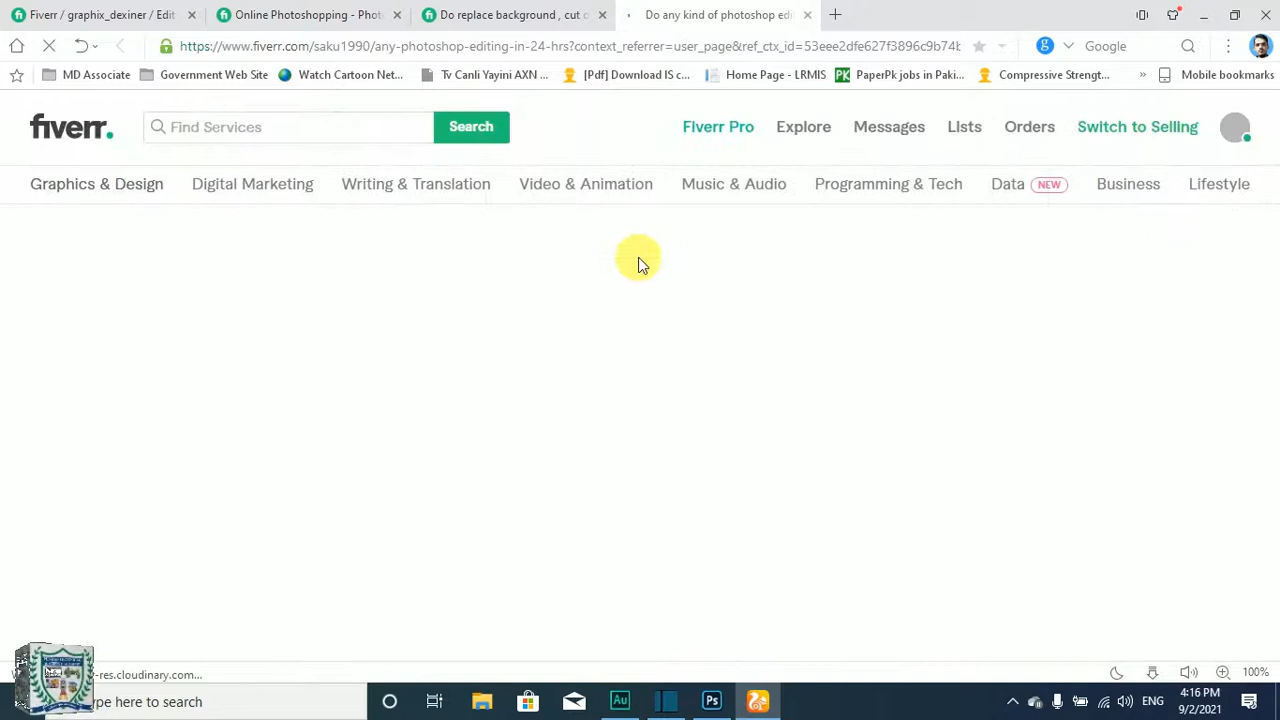 Fiverr / graphix_dexiner / Edit
Online Photoshopping - Phot
Do replace background , cut o
Do any kind of photoshop edi
https://www.fiverr.com/saku1990/any-photoshop-editing-in-24-hrs?context_referrer=user_page&ref_ctx_id=53eee2dfe627f3896c9b74b
Google
MD Associate
Government Web Site
Watch Cartoon Net...
Tv Canli Yayini AXN ...
[Pdf] Download IS c...
Home Page - LRMIS
PK PaperPk jobs in Paki...
Compressive Strengt...
Mobile bookmarks
fiverr.
Find Services
Search
Fiverr Pro
Explore
Messages
Lists
Orders
Switch to Selling
Graphics & Design
Digital Marketing
Writing & Translation
Video & Animation
Music & Audio
Programming & Tech
Data NEW
Business
Lifestyle
-res.cloudinary.com...
100%
ype here to search
Au
Ps
ENG
4:16 PM
9/2/2021